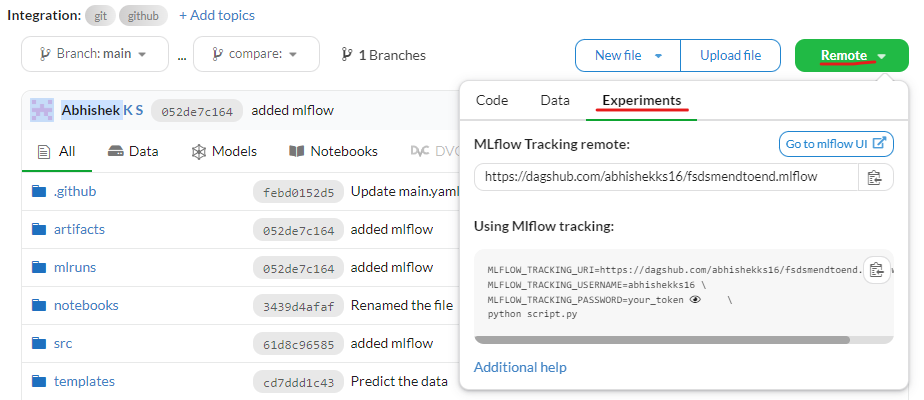 Integration: git github + Add topics
Branch: main ... compare: 1 Branches New file Upload file Remote
Abhishek K S 052de7c164 added mlflow
All Data Models Notebooks DVC
.github febd0152d5 Update main.yaml
artifacts 052de7c164 added mlflow
mlruns 052de7c164 added mlflow
notebooks 3439d4afaf Renamed the file
src 61d8c96585 added mlflow
templates cd7ddd1c43 Predict the data
Code Data Experiments
MLflow Tracking remote: Go to mlflow UI
https://dagshub.com/abhishekks16/fsdsmendtoend.mlflow
Using Mlflow tracking:
MLFLOW_TRACKING_URI=https://dagshub.com/abhishekks16/fsdsmendtoend.
MLFLOW_TRACKING_USERNAME=abhishekks16 \
MLFLOW_TRACKING_PASSWORD=your_token \
python script.py
Additional help